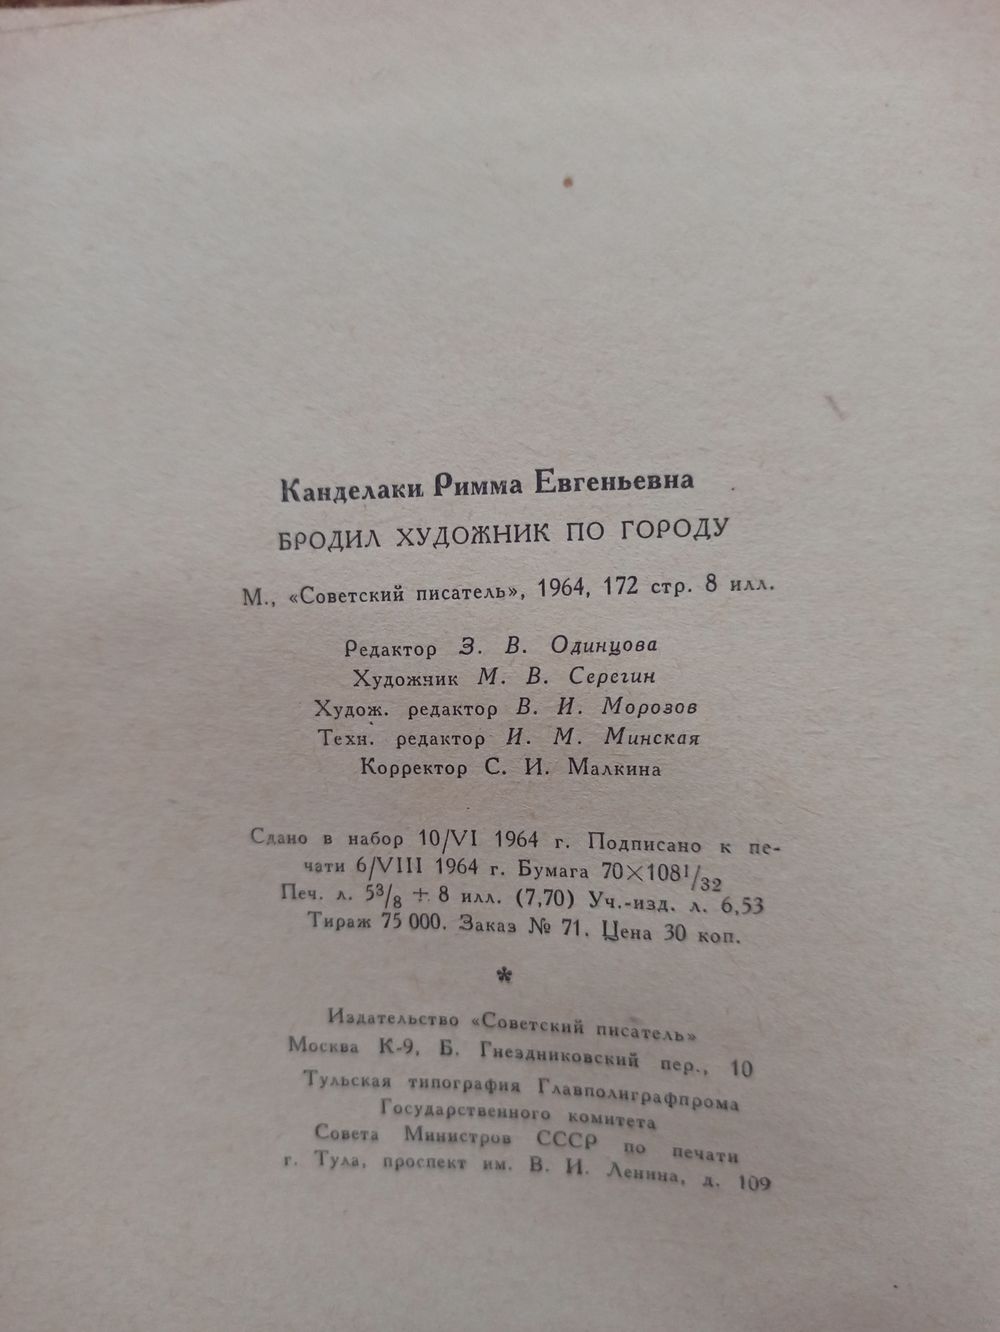 Канделаки Римма Евгеньевна
БРОДИЛ ХУДОЖНИК ПО ГОРОДУ
М., «Советский писатель», 1964, 172 стр. 8 илл.
Редактор З. В. Одинцова
Художник М. В. Серегин
Худож. редактор В. И. Морозов
Техн. редактор И. М. Минская
Корректор С. И. Малкина
Сдано в набор 10/VI 1964 г. Подписано к пе-
чати 6/VIII 1964 г. Бумага 70×108 1/32
Печ. л. 5 3/8 + 8 илл. (7,70) Уч.-изд. л. 6,53
Тираж 75 000. Заказ № 71. Цена 30 коп.
*
Издательство «Советский писатель»
Москва К-9, Б. Гнездниковский пер., 10
Тульская типография Главполиграфпрома
Государственного комитета
Совета Министров СССР по печати
г. Тула, проспект им. В. И. Ленина, д. 109